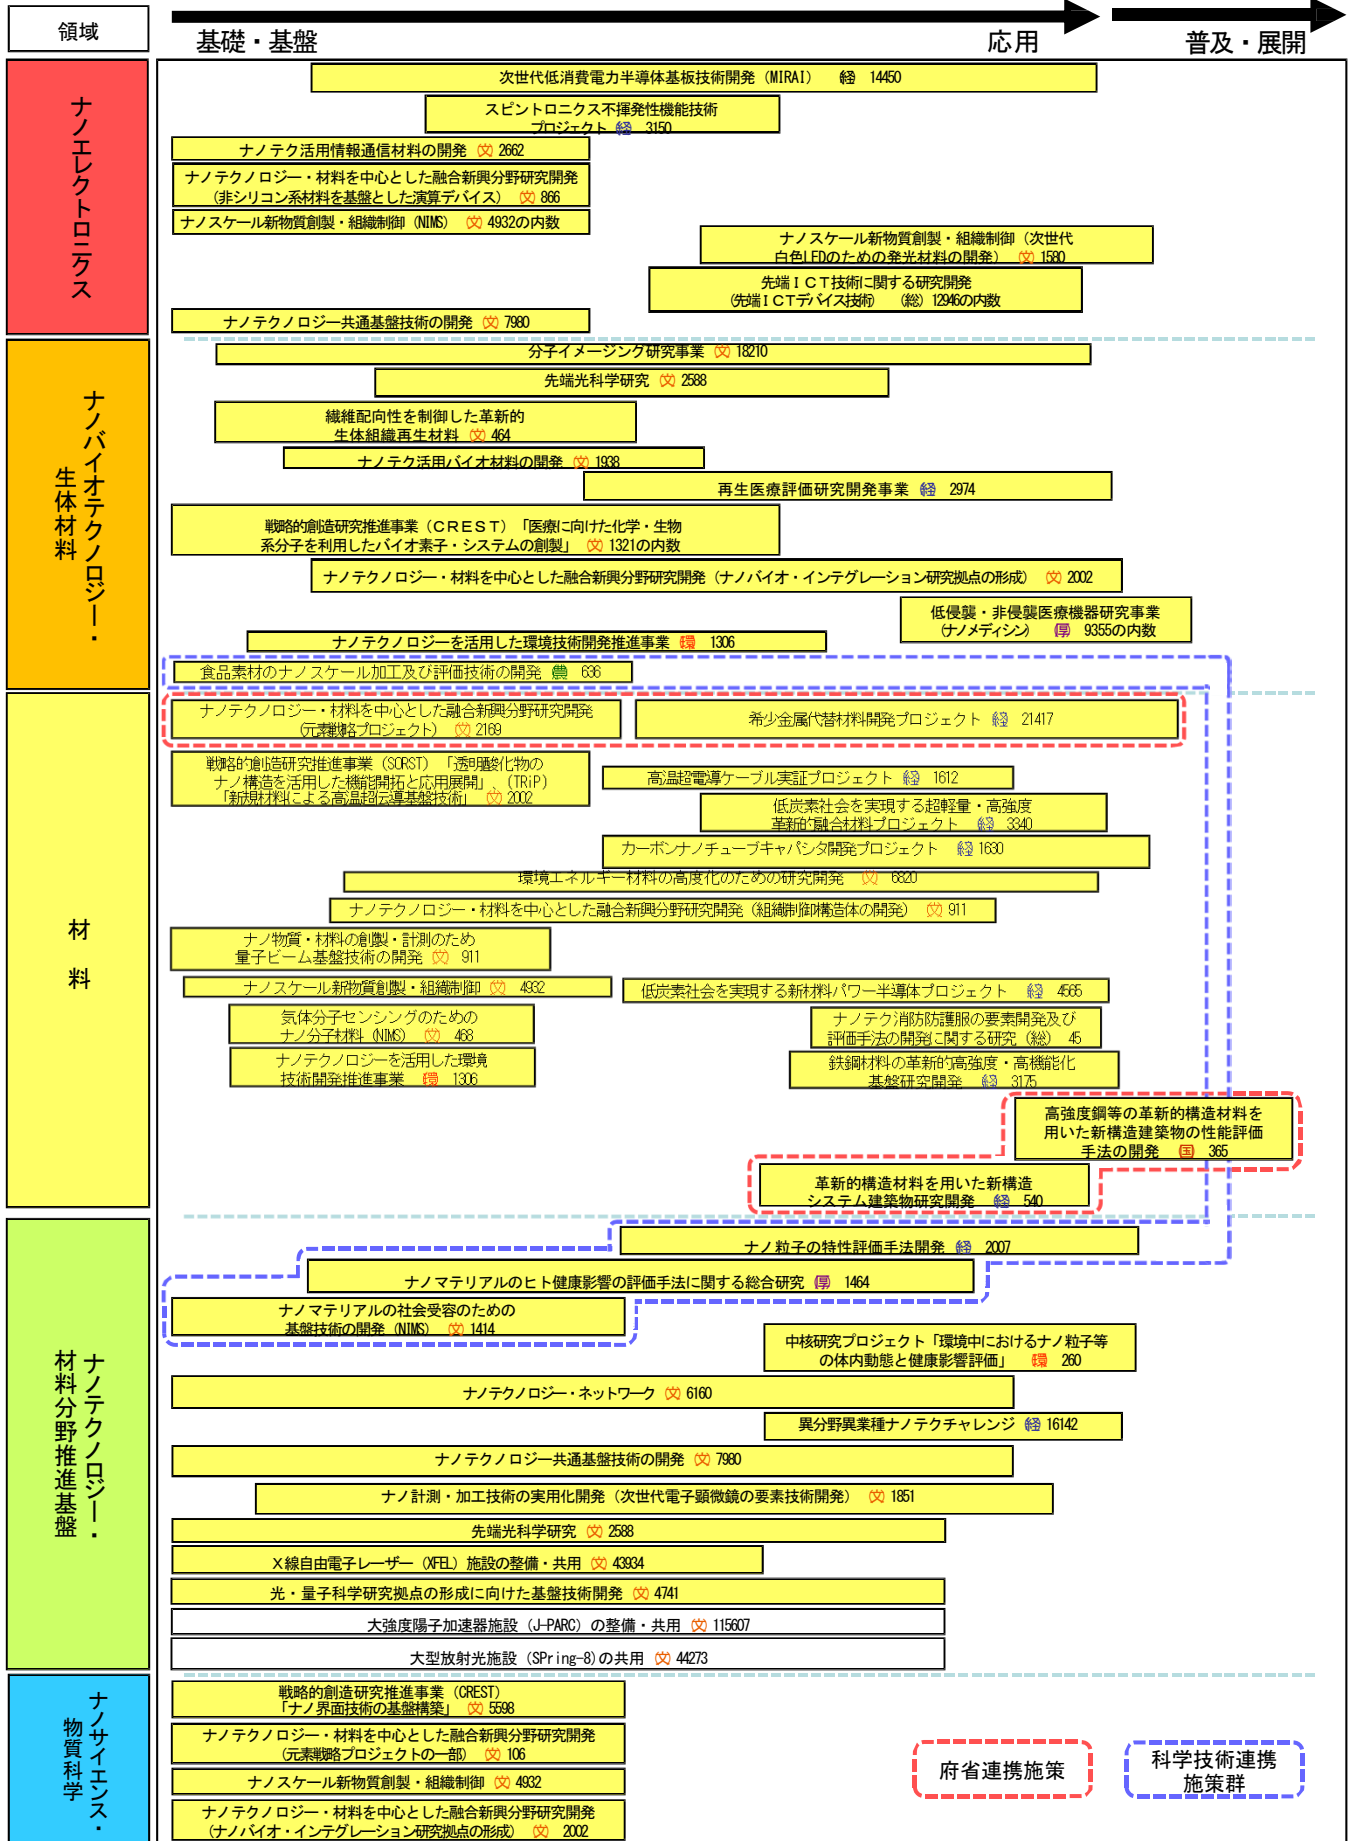 領域
基礎・基盤
応用
普及・展開
ナノエレクトロニクス
次世代低消費電力半導体基板技術開発（MIRAI） 経 14450
スピントロニクス不揮発性機能技術
プロジェクト 経 3150
ナノテク活用情報通信材料の開発 文 2662
ナノテクノロジー・材料を中心とした融合新興分野研究開発
（非シリコン系材料を基盤とした演算デバイス） 文 866
ナノスケール新物質創製・組織制御（NIMS） 文 4932の内数
ナノスケール新物質創製・組織制御（次世代
白色LEDのための発光材料の開発） 文 1580
先端ＩＣＴ技術に関する研究開発
（先端ＩＣＴデバイス技術） （総）12946の内数
ナノテクノロジー共通基盤技術の開発 文 7980
ナノバイオテクノロジー・
生体材料
分子イメージング研究事業 文 18210
先端光科学研究 文 2588
繊維配向性を制御した革新的
生体組織再生材料 文 464
ナノテク活用バイオ材料の開発 文 1938
再生医療評価研究開発事業 経 2974
戦略的創造研究推進事業（ＣＲＥＳＴ）「医療に向けた化学・生物
系分子を利用したバイオ素子・システムの創製」 文 1321の内数
ナノテクノロジー・材料を中心とした融合新興分野研究開発（ナノバイオ・インテグレーション研究拠点の形成） 文 2002
低侵襲・非侵襲医療機器研究事業
（ナノメディシン） 厚 9355の内数
ナノテクノロジーを活用した環境技術開発推進事業 環 1306
食品素材のナノスケール加工及び評価技術の開発 農 636
材料
ナノテクノロジー・材料を中心とした融合新興分野研究開発
（元素戦略プロジェクト） 文 2169
希少金属代替材料開発プロジェクト 経 21417
戦略的創造研究推進事業（SORST）「透明酸化物の
ナノ構造を活用した機能開拓と応用展開」、（TRiP）
「新規材料による高温超伝導基盤技術」 文 2002
高温超電導ケーブル実証プロジェクト 経 1612
低炭素社会を実現する超軽量・高強度
革新的融合材料プロジェクト 経 3340
カーボンナノチューブキャパシタ開発プロジェクト 経 1630
環境エネルギー材料の高度化のための研究開発 文 6820
ナノテクノロジー・材料を中心とした融合新興分野研究開発（組織制御構造体の開発） 文 911
ナノ物質・材料の創製・計測のため
量子ビーム基盤技術の開発 文 911
ナノスケール新物質創製・組織制御 文 4932
低炭素社会を実現する新材料パワー半導体プロジェクト 経 4565
気体分子センシングのための
ナノ分子材料（NIMS） 文 468
ナノテク消防防護服の要素開発及び
評価手法の開発に関する研究（総） 45
ナノテクノロジーを活用した環境
技術開発推進事業 環 1306
鉄鋼材料の革新的高強度・高機能化
基盤研究開発 経 3175
高強度鋼等の革新的構造材料を
用いた新構造建築物の性能評価
手法の開発 国 365
革新的構造材料を用いた新構造
システム建築物研究開発 経 540
ナノテクノロジー・
材料分野推進基盤
ナノ粒子の特性評価手法開発 経 2007
ナノマテリアルのヒト健康影響の評価手法に関する総合研究 厚 1464
ナノマテリアルの社会受容のための
基盤技術の開発（NIMS） 文 1414
中核研究プロジェクト「環境中におけるナノ粒子等
の体内動態と健康影響評価」 環 260
ナノテクノロジー・ネットワーク 文 6160
異分野異業種ナノテクチャレンジ 経 16142
ナノテクノロジー共通基盤技術の開発 文 7980
ナノ計測・加工技術の実用化開発（次世代電子顕微鏡の要素技術開発） 文 1851
先端光科学研究 文 2588
Ｘ線自由電子レーザー（XFEL）施設の整備・共用 文 43934
光・量子科学研究拠点の形成に向けた基盤技術開発 文 4741
大強度陽子加速器施設（J-PARC）の整備・共用 文 115607
大型放射光施設（SPring-8）の共用 文 44273
ナノサイエンス・
物質科学
戦略的創造研究推進事業（CREST）
「ナノ界面技術の基盤構築」 文 5598
ナノテクノロジー・材料を中心とした融合新興分野研究開発
（元素戦略プロジェクトの一部） 文 106
ナノスケール新物質創製・組織制御 文 4932
ナノテクノロジー・材料を中心とした融合新興分野研究開発
（ナノバイオ・インテグレーション研究拠点の形成） 文 2002
府省連携施策
科学技術連携
施策群